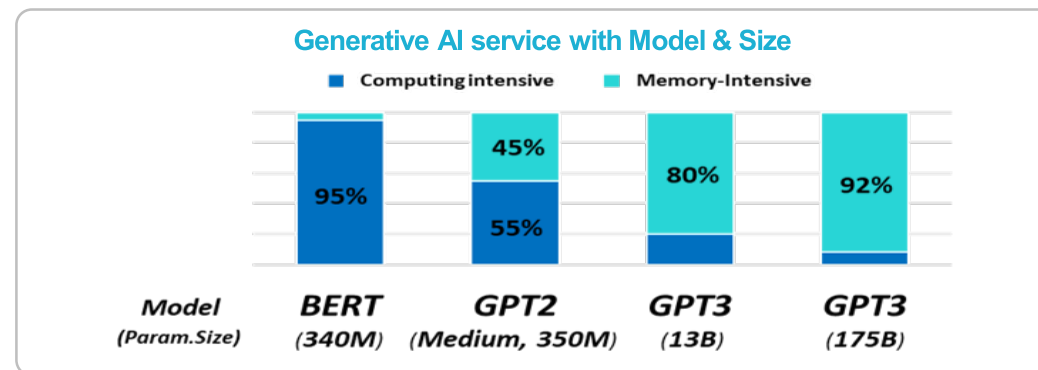 Generative AI service with Model & Size
Computing intensive Memory-Intensive
95% 45% 55% 80% 92%
Model BERT GPT2 GPT3 GPT3
(Param.Size) (340M) (Medium, 350M) (13B) (175B)